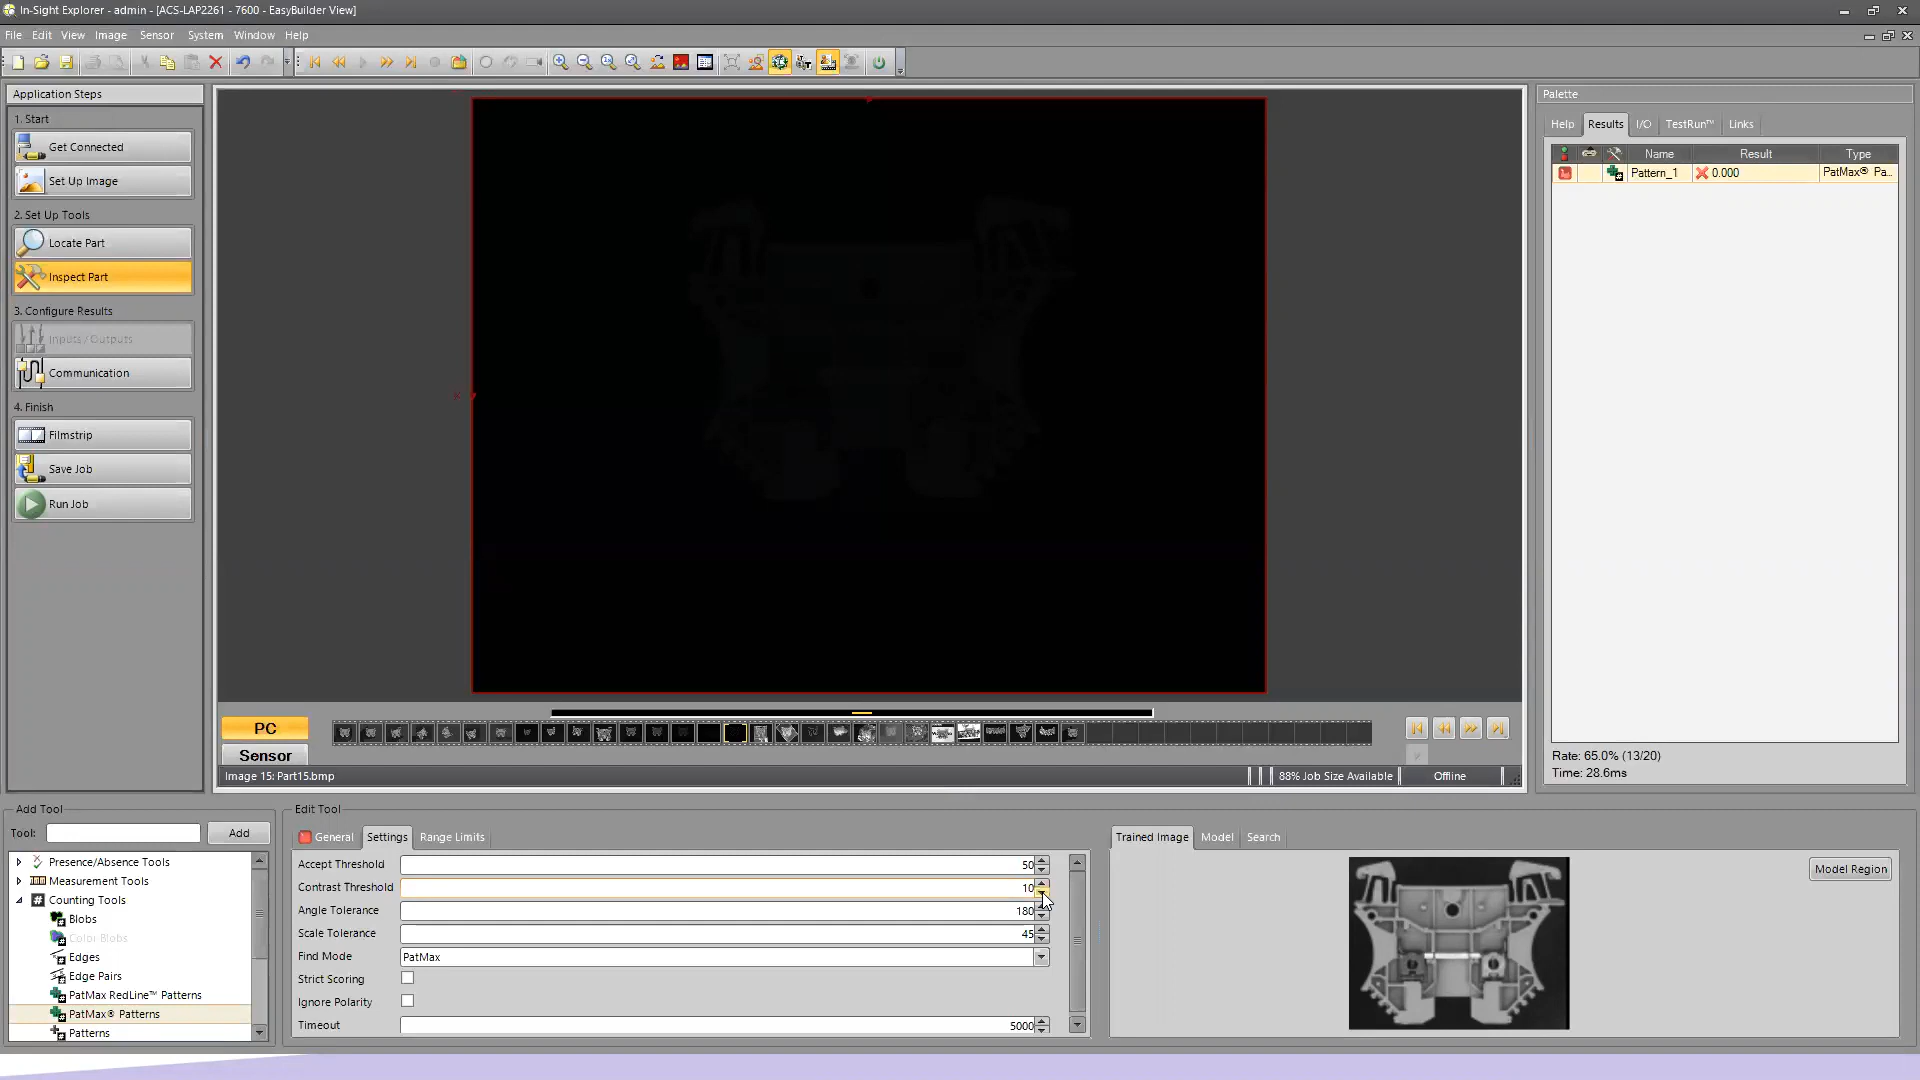 In-Sight Explorer - admin - [ACS-LAP2261 - 7600 - EasyBuilder View]
File Edit View Image Sensor System Window Help
Application Steps
1. Start
Get Connected
Set Up Image
2. Set Up Tools
Locate Part
Inspect Part
3. Configure Results
Inputs / Outputs
Communication
4. Finish
Filmstrip
Save Job
Run Job
PC
Sensor
Image 15: Part15.bmp
88% Job Size Available
Offline
Palette
Help Results I/O TestRun™ Links
Name Result Type
Pattern_1 0.000 PatMax® Pa...
Rate: 65.0% (13/20)
Time: 28.6ms
Add Tool
Tool: Add
Presence/Absence Tools
Measurement Tools
Counting Tools
Blobs
Color Blobs
Edges
Edge Pairs
PatMax RedLine™ Patterns
PatMax® Patterns
Patterns
Edit Tool
General Settings Range Limits
Accept Threshold 50
Contrast Threshold 10
Angle Tolerance 180
Scale Tolerance 45
Find Mode PatMax
Strict Scoring
Ignore Polarity
Timeout 5000
Trained Image Model Search
Model Region